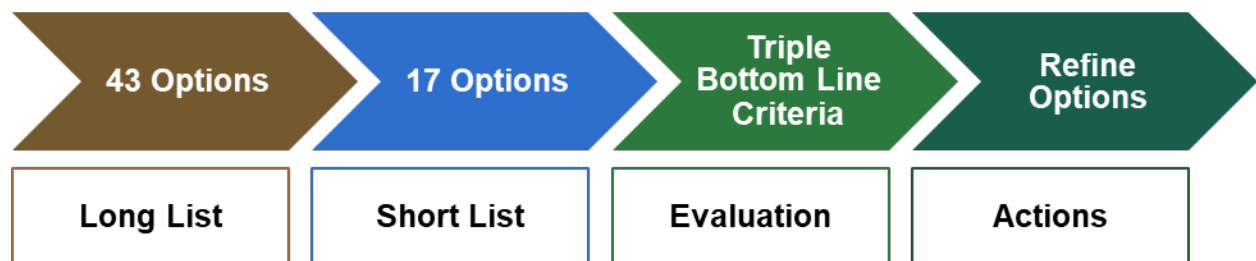 43 Options
17 Options
Triple
Bottom Line
Criteria
Refine
Options
Long List
Short List
Evaluation
Actions